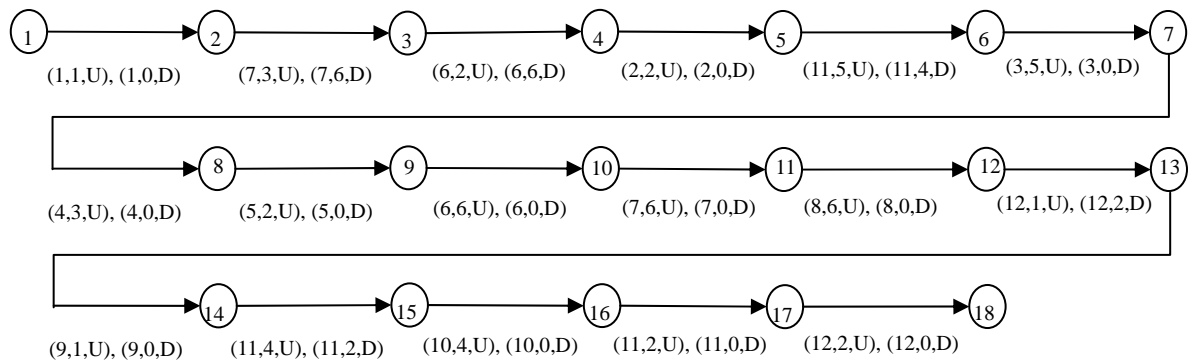 1 2 3 4 5 6 7
(1,1,U), (1,0,D) (7,3,U), (7,6,D) (6,2,U), (6,6,D) (2,2,U), (2,0,D) (11,5,U), (11,4,D) (3,5,U), (3,0,D)
8 9 10 11 12 13
(4,3,U), (4,0,D) (5,2,U), (5,0,D) (6,6,U), (6,0,D) (7,6,U), (7,0,D) (8,6,U), (8,0,D) (12,1,U), (12,2,D)
14 15 16 17 18
(9,1,U), (9,0,D) (11,4,U), (11,2,D) (10,4,U), (10,0,D) (11,2,U), (11,0,D) (12,2,U), (12,0,D)